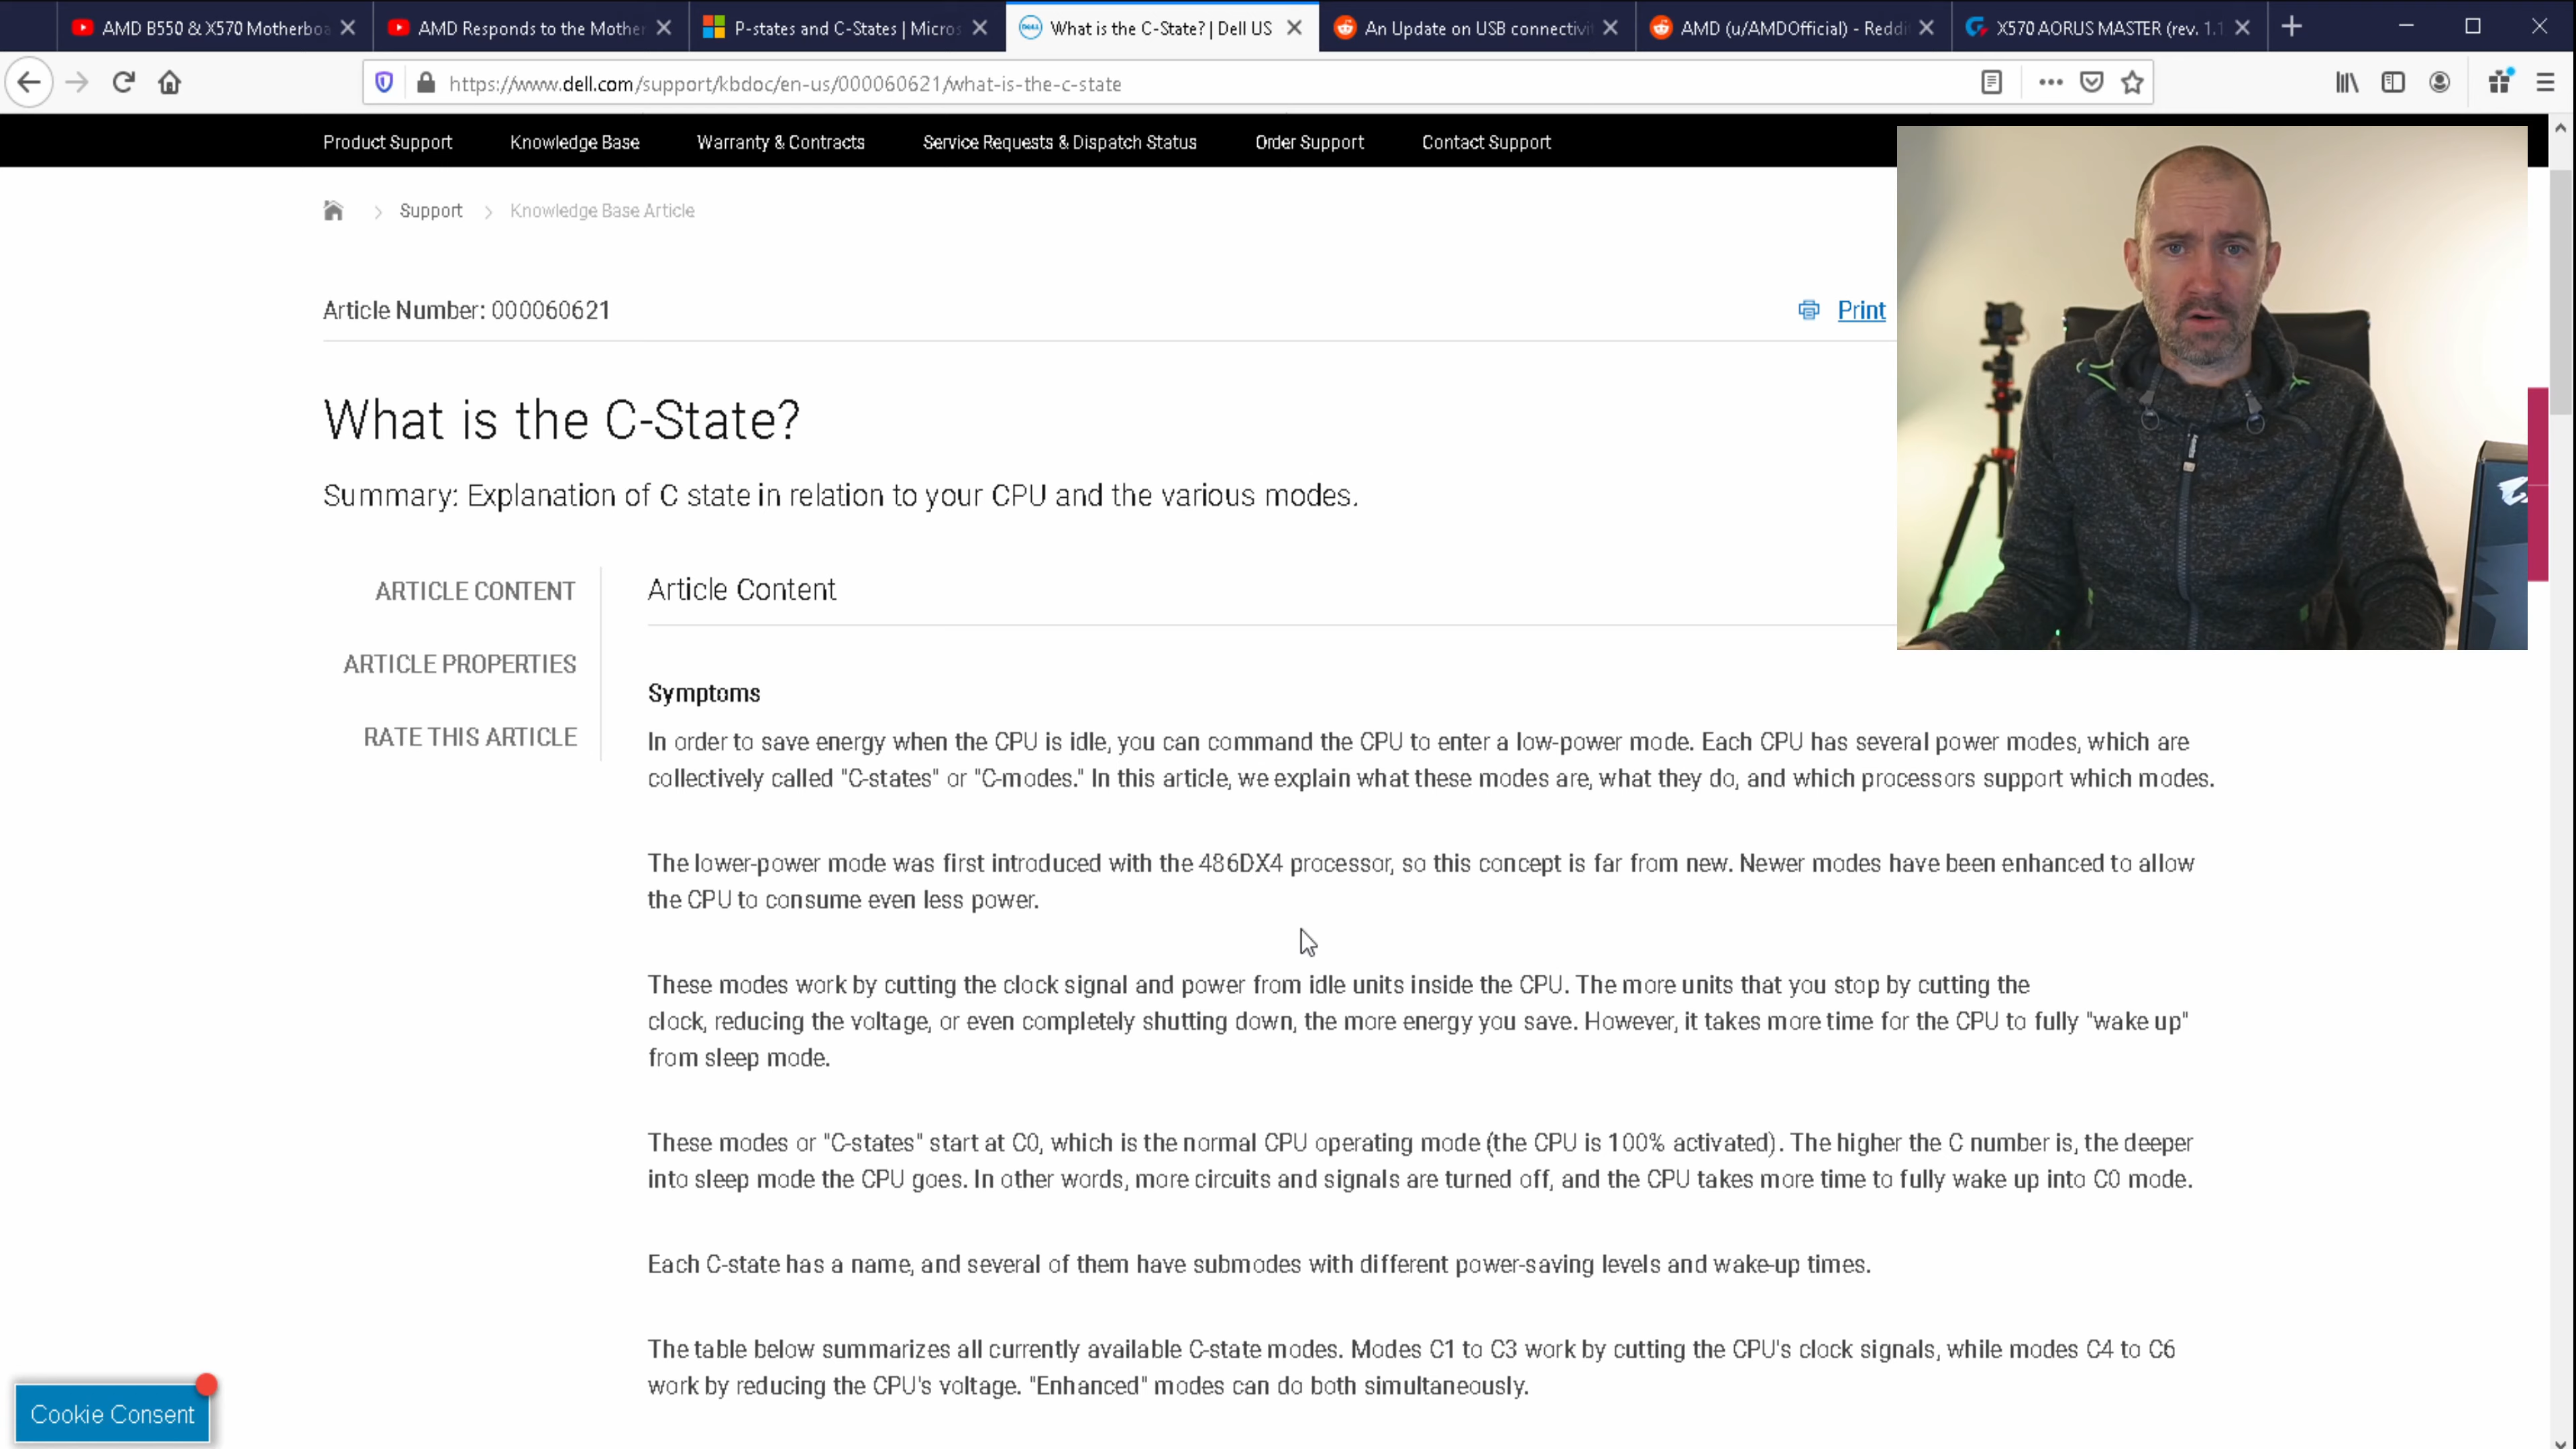 AMD B550 & X570 Motherboa
AMD Responds to the Mother
P-states and C-States | Micros
What is the C-State? | Dell US
An Update on USB connectivi
AMD (u/AMDOfficial) - Reddi
X570 AORUS MASTER (rev. 1.1
https://www.dell.com/support/kbdoc/en-us/000060621/what-is-the-c-state
Product Support
Knowledge Base
Warranty & Contracts
Service Requests & Dispatch Status
Order Support
Contact Support
Support
Knowledge Base Article
Article Number: 000060621
Print
What is the C-State?
Summary: Explanation of C state in relation to your CPU and the various modes.
ARTICLE CONTENT
ARTICLE PROPERTIES
RATE THIS ARTICLE
Article Content
Symptoms
In order to save energy when the CPU is idle, you can command the CPU to enter a low-power mode. Each CPU has several power modes, which are
collectively called "C-states" or "C-modes." In this article, we explain what these modes are, what they do, and which processors support which modes.
The lower-power mode was first introduced with the 486DX4 processor, so this concept is far from new. Newer modes have been enhanced to allow
the CPU to consume even less power.
These modes work by cutting the clock signal and power from idle units inside the CPU. The more units that you stop by cutting the
clock, reducing the voltage, or even completely shutting down, the more energy you save. However, it takes more time for the CPU to fully "wake up"
from sleep mode.
These modes or "C-states" start at C0, which is the normal CPU operating mode (the CPU is 100% activated). The higher the C number is, the deeper
into sleep mode the CPU goes. In other words, more circuits and signals are turned off, and the CPU takes more time to fully wake up into C0 mode.
Each C-state has a name, and several of them have submodes with different power-saving levels and wake-up times.
The table below summarizes all currently available C-state modes. Modes C1 to C3 work by cutting the CPU's clock signals, while modes C4 to C6
work by reducing the CPU's voltage. "Enhanced" modes can do both simultaneously.
Cookie Consent